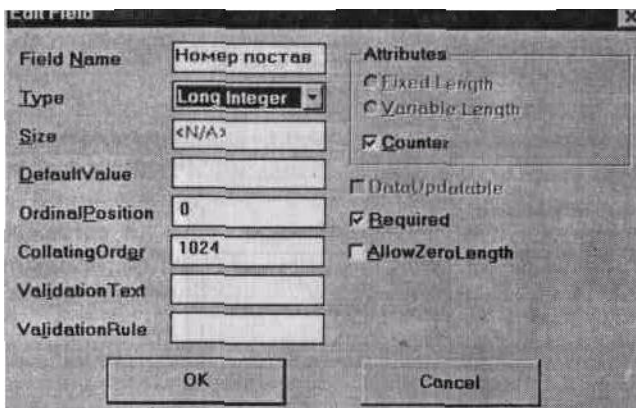 Edit Field
Field Name Номер постав
Type Long Integer
Size <N/A>
DefaultValue
OrdinalPosition 0
CollatingOrder 1024
ValidationText
ValidationRule
Attributes
Fixed Length
Variable Length
Counter
DataUpdatable
Required
AllowZeroLength
OK
Cancel